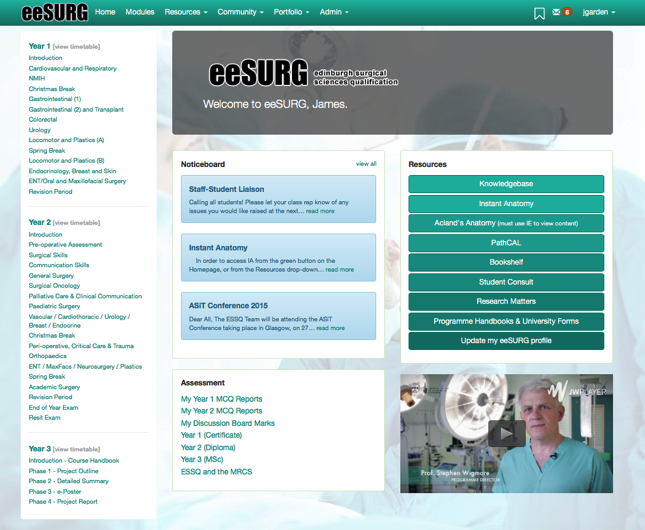 eeSURG Home Modules Resources Community Portfolio Admin 6 jgarden
Year 1 [view timetable]
Introduction
Cardiovascular and Respiratory
NMIH
Christmas Break
Gastrointestinal (1)
Gastrointestinal (2) and Transplant
Colorectal
Urology
Locomotor and Plastics (A)
Spring Break
Locomotor and Plastics (B)
Endocrinology, Breast and Skin
ENT/Oral and Maxillofacial Surgery
Revision Period
Year 2 [view timetable]
Introduction
Pre-operative Assessment
Surgical Skills
Communication Skills
General Surgery
Surgical Oncology
Palliative Care & Clinical Communication
Paediatric Surgery
Vascular / Cardiothoracic / Urology /
Breast / Endocrine
Christmas Break
Peri-operative, Critical Care & Trauma
Orthopaedics
ENT / MaxFacs / Neurosurgery / Plastics
Spring Break
Academic Surgery
Revision Period
End of Year Exam
Resit Exam
Year 3 [view timetable]
Introduction - Course Handbook
Phase 1 - Project Outline
Phase 2 - Detailed Summary
Phase 3 - e-Poster
Phase 4 - Project Report
eeSURG edinburgh surgical
sciences qualification
Welcome to eeSURG, James.
Noticeboard view all
Staff-Student Liaison
Calling all students! Please let your class rep know of any
issues you would like raised at the next... read more
Instant Anatomy
In order to access IA from the green button on the
Homepage, or from the Resources drop-down... read more
ASiT Conference 2015
Dear All, The ESSQ Team will be attending the ASiT
Conference taking place in Glasgow, on 27... read more
Assessment
My Year 1 MCQ Reports
My Year 2 MCQ Reports
My Discussion Board Marks
Year 1 (Certificate)
Year 2 (Diploma)
Year 3 (MSc)
ESSQ and the MRCS
Resources
Knowledgebase
Instant Anatomy
Acland's Anatomy (must use IE to view content)
PathCAL
Bookshelf
Student Consult
Research Matters
Programme Handbooks & University Forms
Update my eeSURG profile
JWPLAYER
Prof. Stephen Wigmore
PROGRAMME DIRECTOR